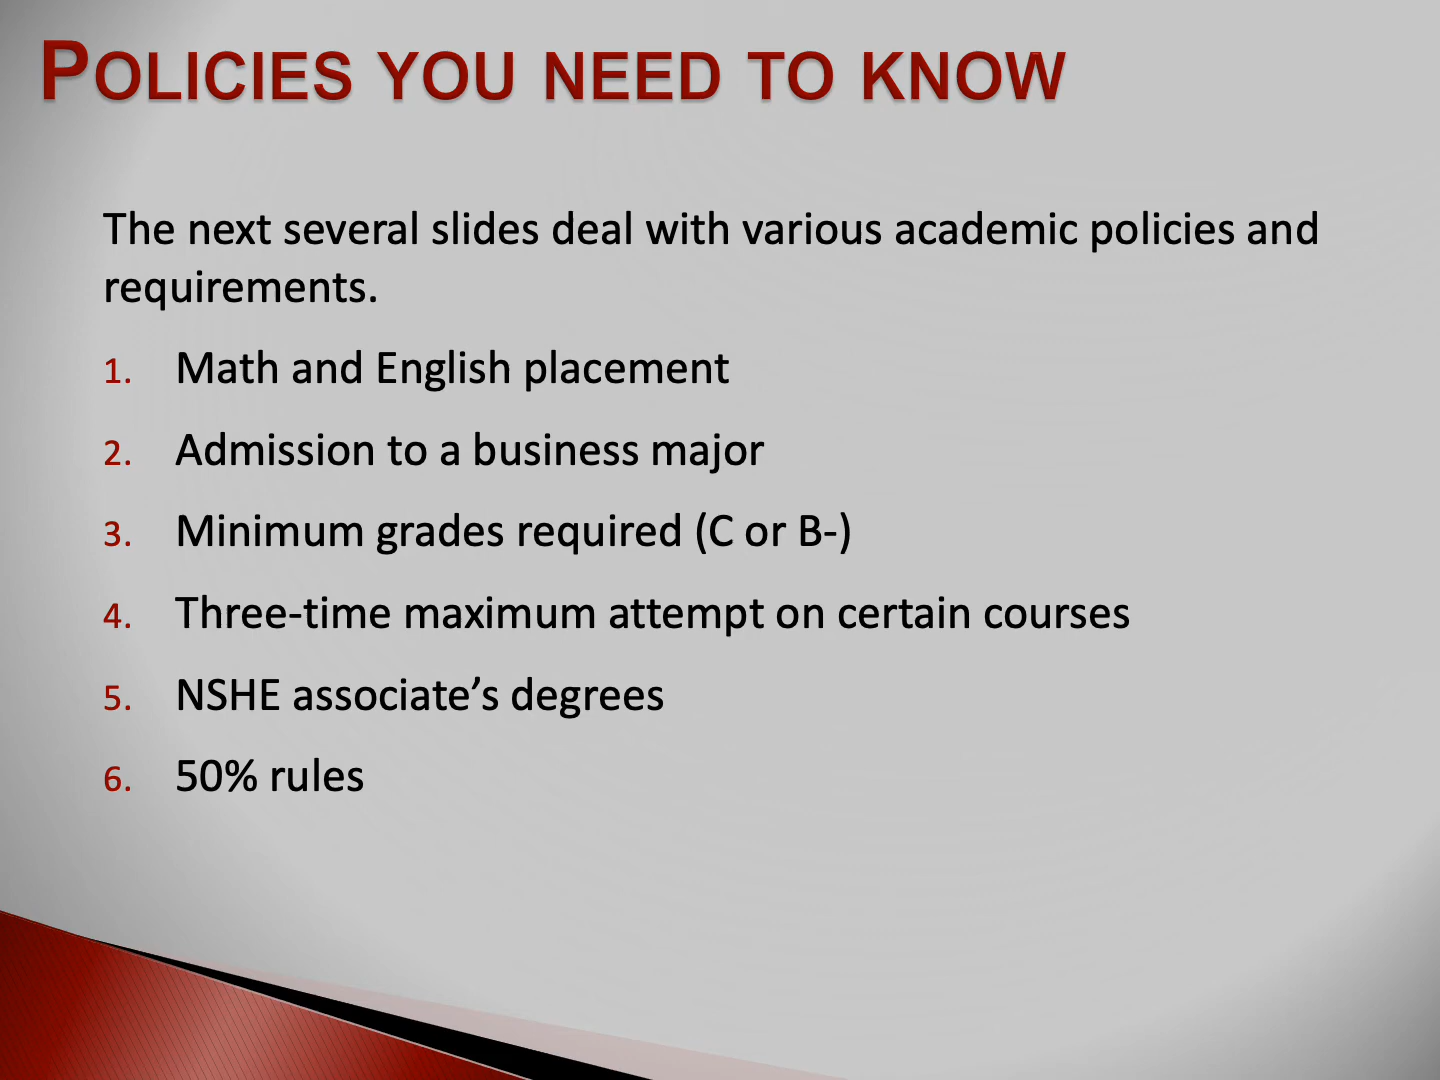 Policies you need to know
The next several slides deal with various academic policies and
requirements.
1. Math and English placement
2. Admission to a business major
3. Minimum grades required (C or B-)
4. Three-time maximum attempt on certain courses
5. NSHE associate’s degrees
6. 50% rules